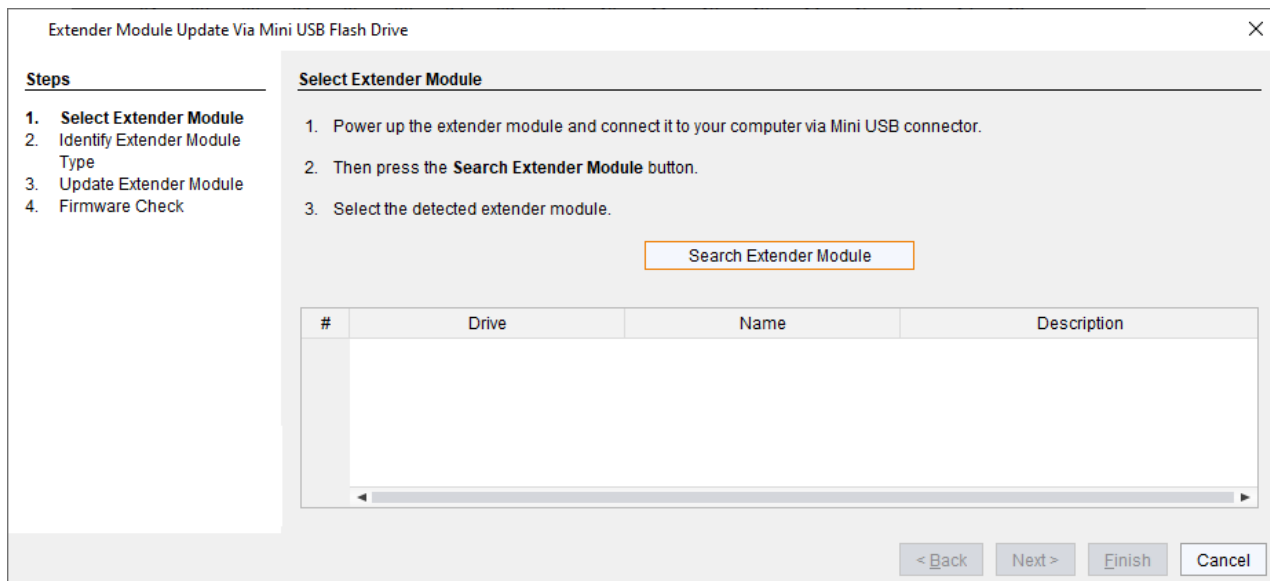 Extender Module Update Via Mini USB Flash Drive
Steps
1. Select Extender Module
2. Identify Extender Module
Type
3. Update Extender Module
4. Firmware Check
Select Extender Module
1. Power up the extender module and connect it to your computer via Mini USB connector.
2. Then press the Search Extender Module button.
3. Select the detected extender module.
Search Extender Module
# Drive Name Description
< Back Next > Finish Cancel